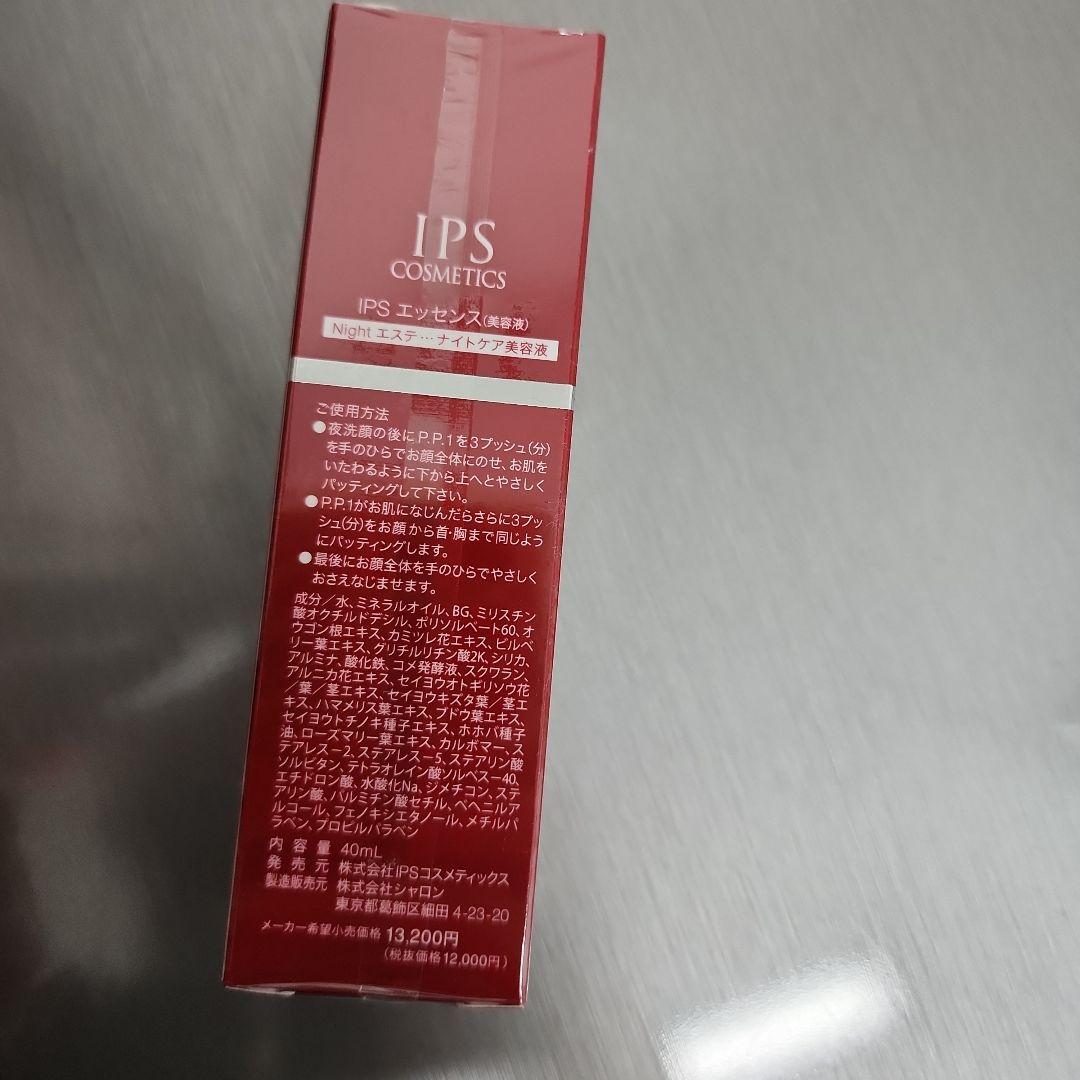 IPS
COSMETICS
IPS エッセンス(美容液)
Night エステ…ナイトケア美容液
ご使用方法
●夜洗顔の後にP.P.1を3プッシュ(分)
を手のひらでお顔全体にのせ、お肌を
いたわるように下から上へとやさしく
パッティングして下さい。
●P.P.1がお肌になじんだらさらに3プッ
シュ(分)をお顔から首・胸まで同じよう
にパッティングします。
●最後にお顔全体を手のひらでやさしく
おさえなじませます。
成分/水、ミネラルオイル、BG、ミリスチン
酸オクチルドデシル、ポリソルベート60、オ
ウゴン根エキス、カミツレ花エキス、ビルベ
リー葉エキス、グリチルリチン酸2K、シリカ、
アルミナ、酸化鉄、コメ発酵液、スクワラン、
アルニカ花エキス、セイヨウオトギリソウ花
/葉/茎エキス、セイヨウキズタ葉/茎エ
キス、ハマメリス葉エキス、ブドウ葉エキス、
セイヨウトチノキ種子エキス、ホホバ種子
油、ローズマリー葉エキス、カルボマー、ス
テアレスー2、ステアレスー5、ステアリン酸
ソルビタン、テトラオレイン酸ソルベスー40、
エチドロン酸、水酸化Na、ジメチコン、ステ
アリン酸、パルミチン酸セチル、ベヘニルア
ルコール、フェノキシエタノール、メチルパ
ラベン、プロピルパラベン
内容量 40mL
発売元 株式会社IPSコスメティックス
製造販売元 株式会社シャロン
東京都葛飾区細田 4-23-20
メーカー希望小売価格 13,200円
(税抜価格12,000円)